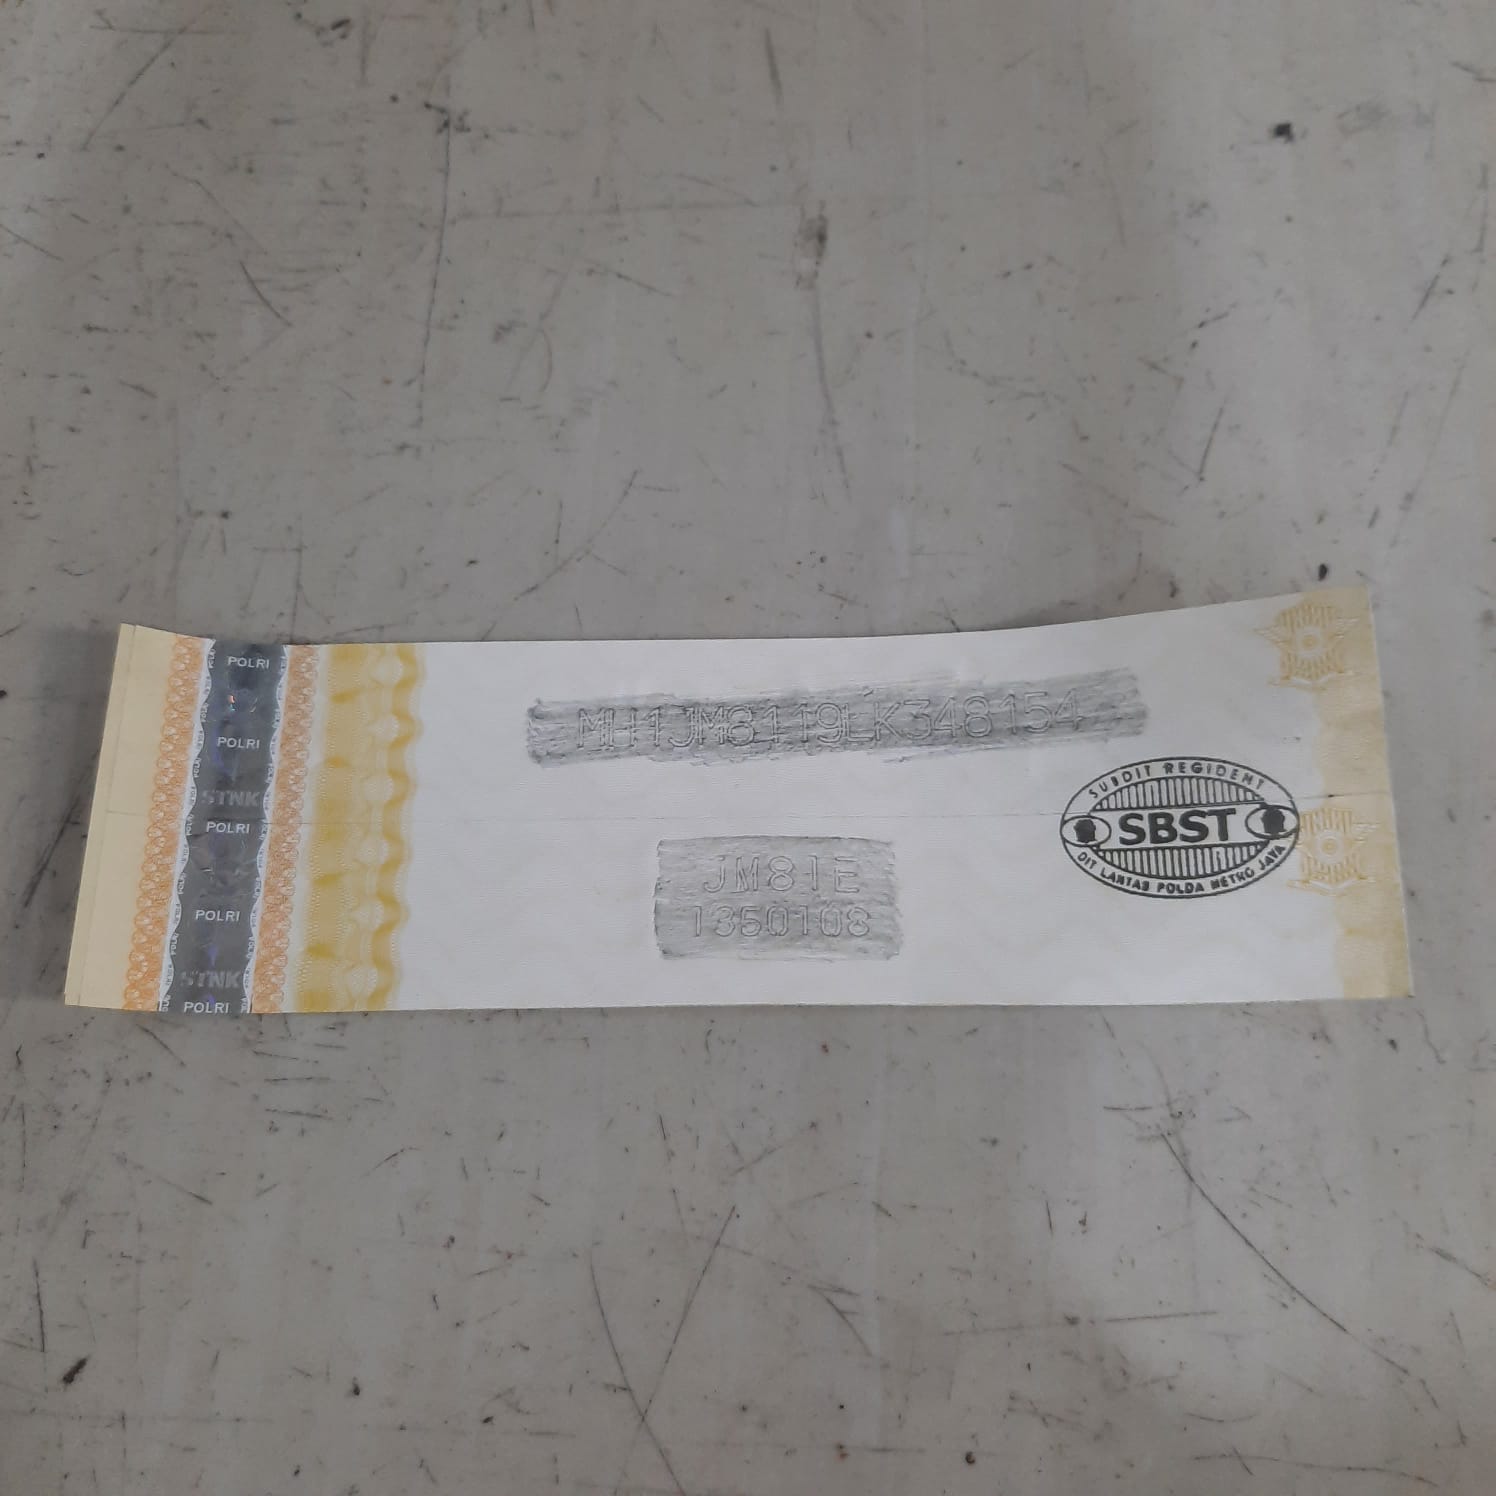 POLRI
POLRI
STNK
POLRI
POLRI
STNK
POLRI
MH1JM8119LK348154
JM81E
1350108
SUBDIT REGIDENT
SBST
DIT LANTAS POLDA METRO JAYA